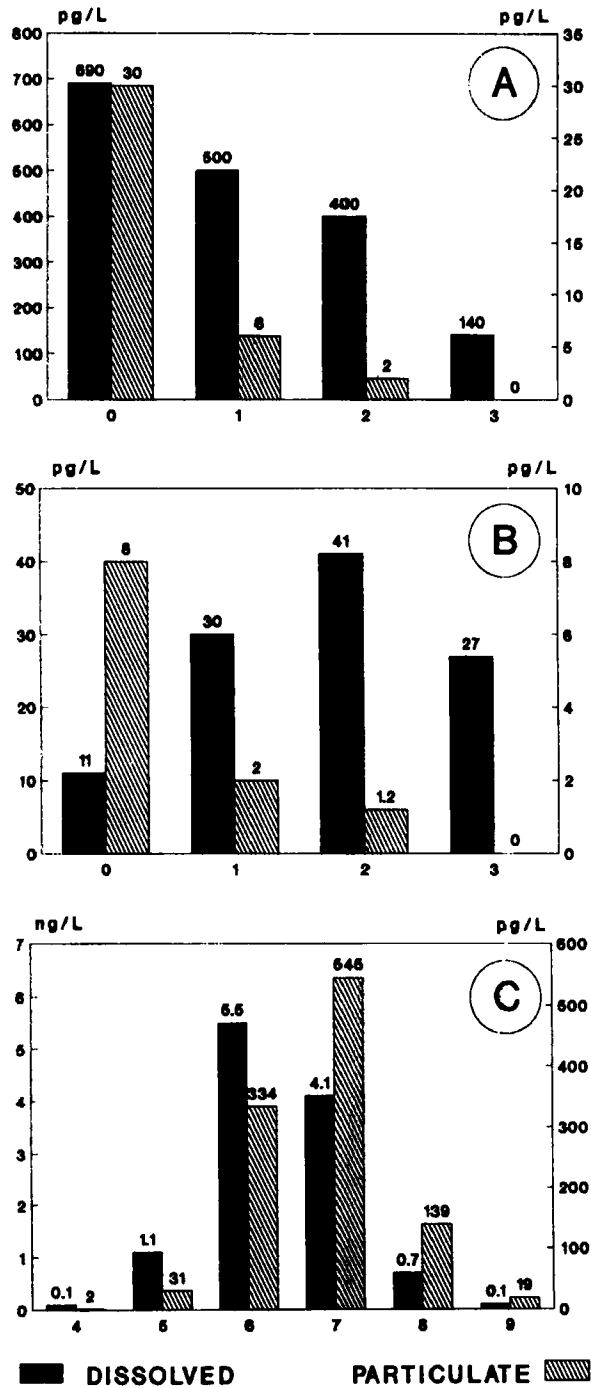 pg/L pg/L
800 35
A
700 690 30 30
600 25
500 500 20
400 400
15
300
10
200
6 140
100 2 5
0 0 0
0 1 2 3
pg/L pg/L
50 10
B
40 8 41 8
30 30 27 6
20 4
11
10 2 1.2 2
0 0 0
0 1 2 3
ng/L pg/L
7 600
545 C
6 5.5 500
5
4.1 400
4 334
300
3
200
2
1.1 139
1 0.7 100
0.1 2 31 0.1 19
0 0
4 5 6 7 8 9
DISSOLVED PARTICULATE